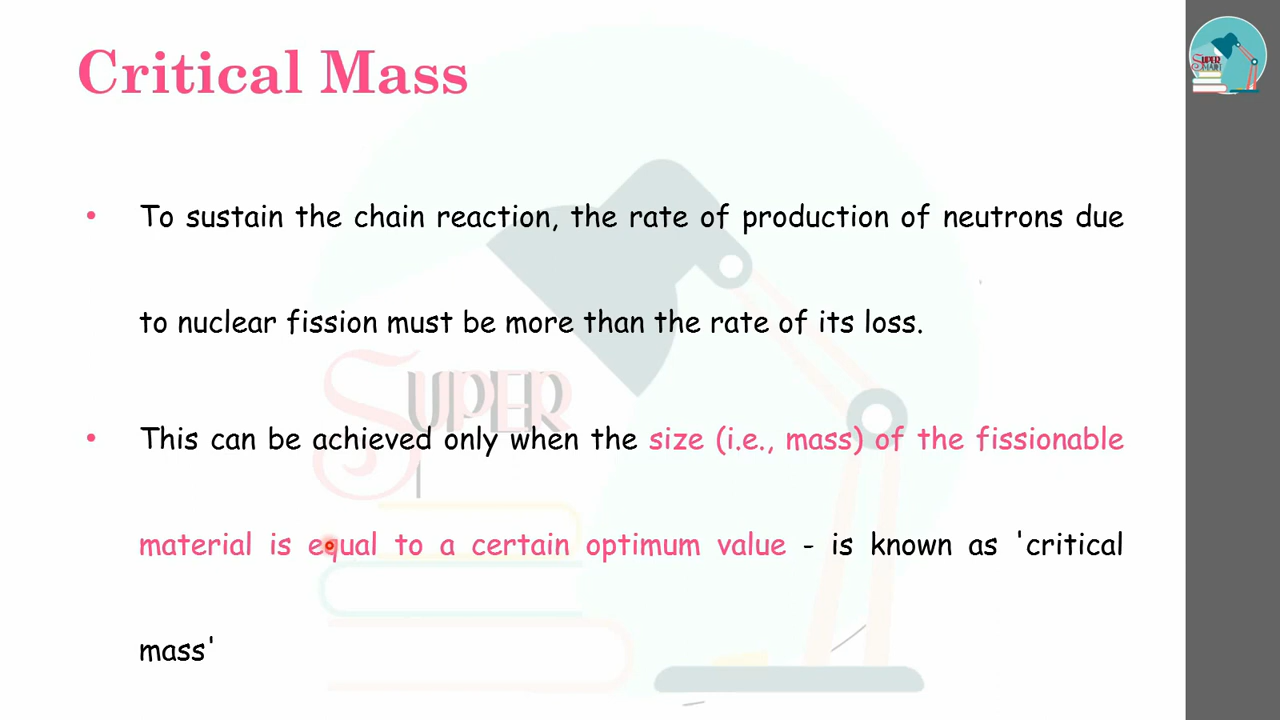 Critical Mass
• To sustain the chain reaction, the rate of production of neutrons due
to nuclear fission must be more than the rate of its loss.
• This can be achieved only when the size (i.e., mass) of the fissionable
material is equal to a certain optimum value - is known as 'critical
mass'
SUPER
SUPER